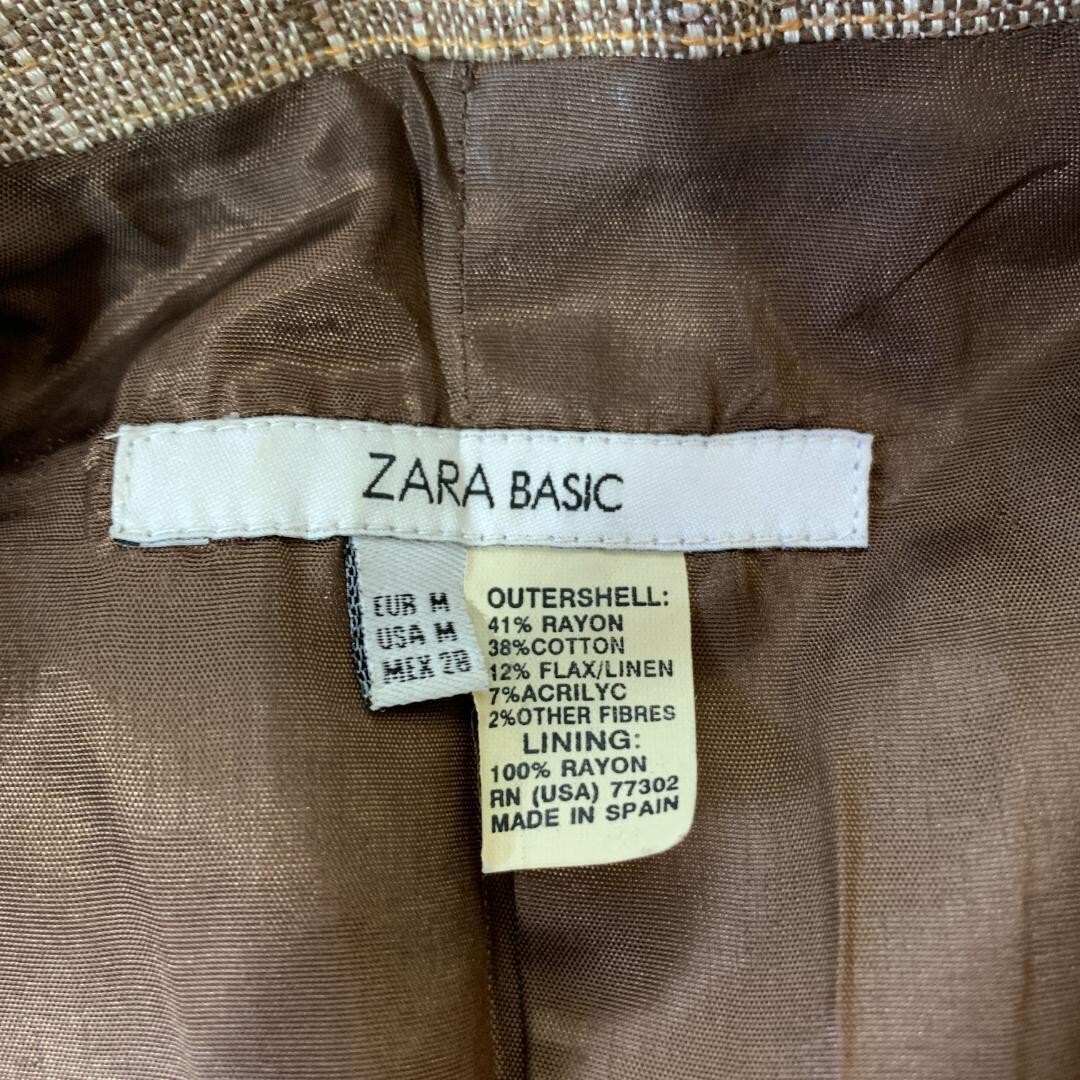 ZARA BASIC
EUR M
USA M
MEX 28
OUTERSHELL:
41% RAYON
38%COTTON
12% FLAX/LINEN
7%ACRILYC
2%OTHER FIBRES
LINING:
100% RAYON
RN (USA) 77302
MADE IN SPAIN